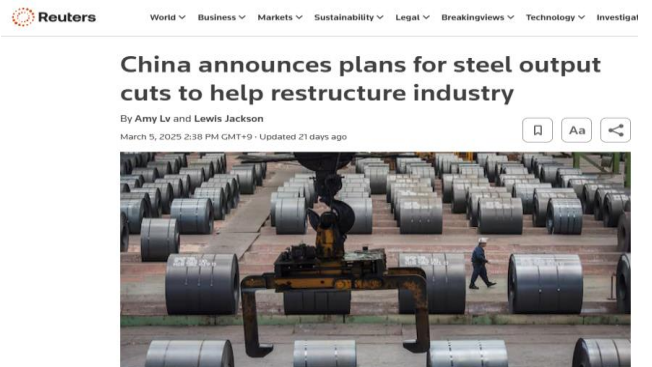 Reuters
World Business Markets Sustainability Legal Breakingviews Technology
China announces plans for steel output
cuts to help restructure industry
By Amy Lv and Lewis Jackson
March 5, 2025 2:38 PM GMT+9 · Updated 21 days ago
Aa